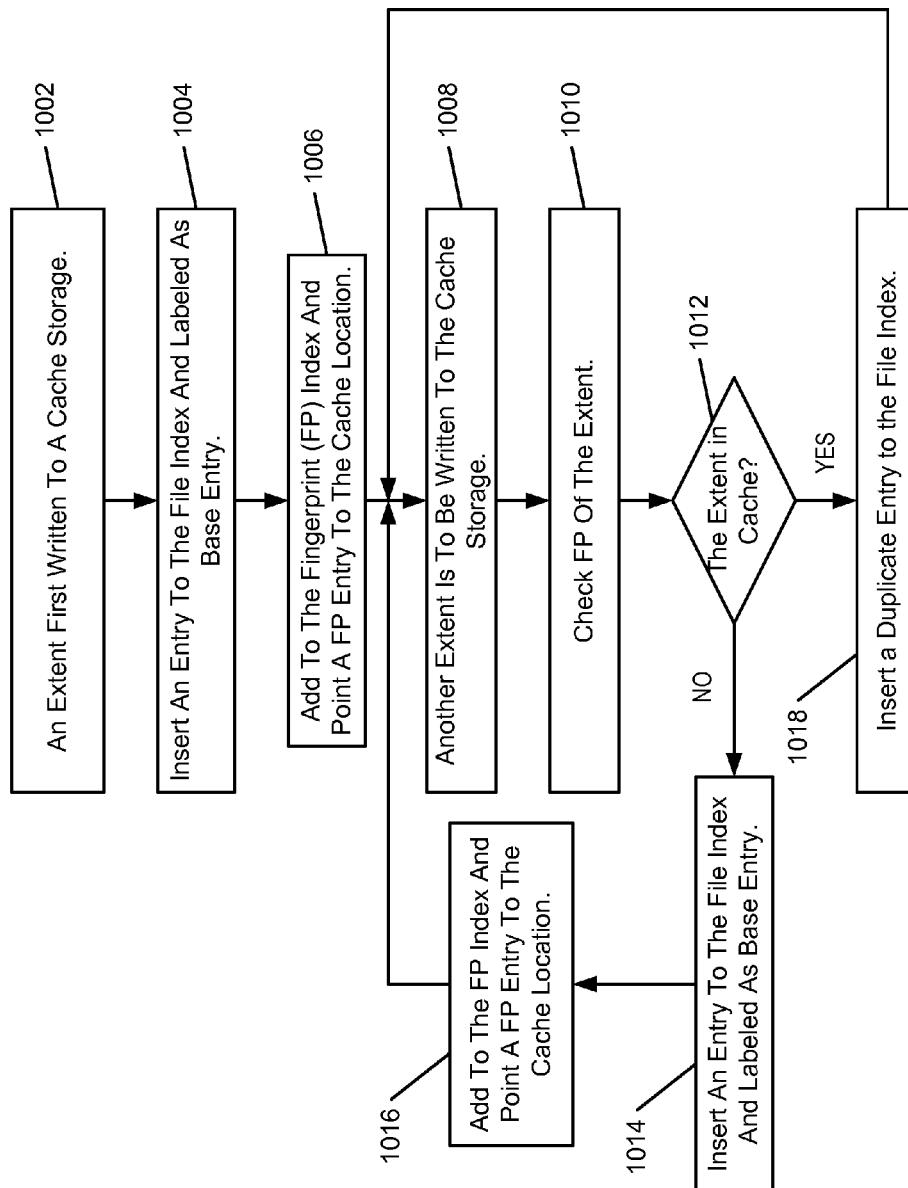 An Extent First Written To A Cache Storage.
1002
Insert An Entry To The File Index And Labeled As
Base Entry.
1004
Add To The Fingerprint (FP) Index And
Point A FP Entry To The Cache Location.
1006
Another Extent Is To Be Written To The Cache
Storage.
1008
Check FP Of The Extent.
1010
The Extent in
Cache?
1012
NO
YES
Insert An Entry To The File Index
And Labeled As Base Entry.
1014
Add To The FP Index And
Point A FP Entry To The
Cache Location.
1016
Insert a Duplicate Entry to the File Index.
1018